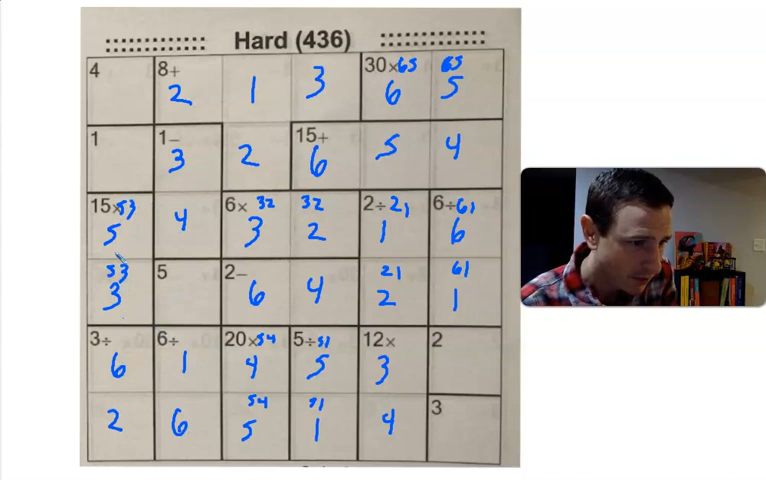 Hard (436)
4 8+ 30× 65 65
2 1 3 6 5
1 1− 15+
3 2 6 5 4
15× 53 6× 32 32 2÷ 21 6÷ 61
5 4 3 2 1 6
53 5 2− 21 61
3 6 4 2 1
3÷ 6÷ 20× 54 5÷ 51 12× 2
6 1 4 5 3
54 51 3
2 6 5 1 4